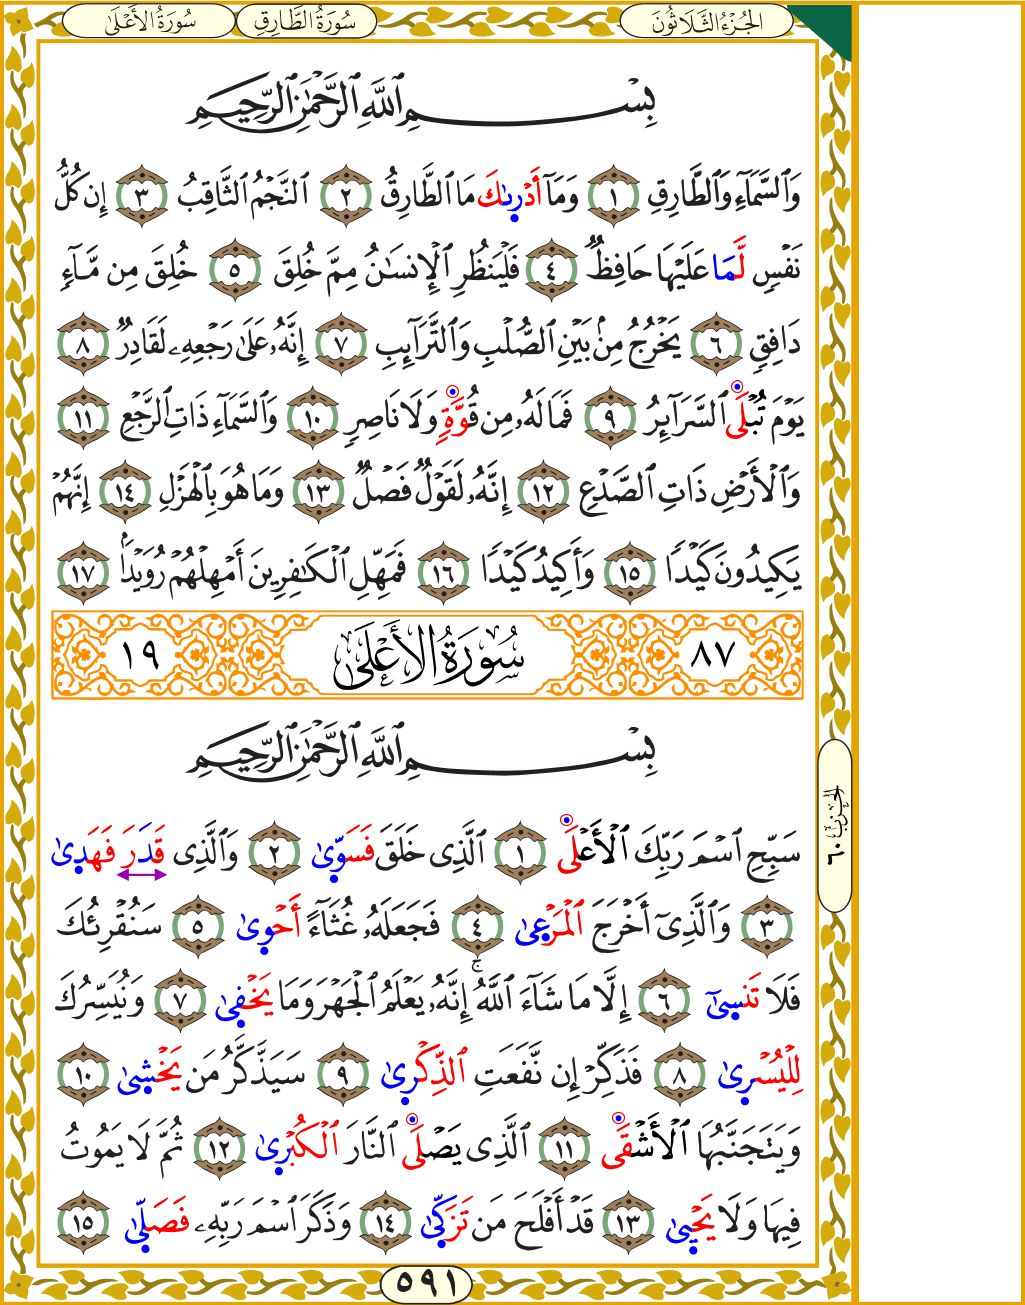 الجُزْءُ الثَّلَاثُونَ سُورَةُ الطَّارِقِ سُورَةُ الأَعْلَىٰ
بِسْمِ ٱللَّهِ ٱلرَّحْمَٰنِ ٱلرَّحِيمِ
وَٱلسَّمَآءِ وَٱلطَّارِقِ ١ وَمَآ أَدْرَىٰكَ مَا ٱلطَّارِقُ ٢ ٱلنَّجْمُ ٱلثَّاقِبُ ٣ إِن كُلُّ
نَفْسٍ لَّمَا عَلَيْهَا حَافِظٌ ٤ فَلْيَنظُرِ ٱلْإِنسَٰنُ مِمَّ خُلِقَ ٥ خُلِقَ مِن مَّآءٍ
دَافِقٍ ٦ يَخْرُجُ مِنۢ بَيْنِ ٱلصُّلْبِ وَٱلتَّرَآئِبِ ٧ إِنَّهُۥ عَلَىٰ رَجْعِهِۦ لَقَادِرٌ ٨
يَوْمَ تُبْلَى ٱلسَّرَآئِرُ ٩ فَمَا لَهُۥ مِن قُوَّةٍ وَلَا نَاصِرٍ ١٠ وَٱلسَّمَآءِ ذَاتِ ٱلرَّجْعِ ١١
وَٱلْأَرْضِ ذَاتِ ٱلصَّدْعِ ١٢ إِنَّهُۥ لَقَوْلٌ فَصْلٌ ١٣ وَمَا هُوَ بِٱلْهَزْلِ ١٤ إِنَّهُمْ
يَكِيدُونَ كَيْدًا ١٥ وَأَكِيدُ كَيْدًا ١٦ فَمَهِّلِ ٱلْكَٰفِرِينَ أَمْهِلْهُمْ رُوَيْدًۢا ١٧
٨٧ سُورَةُ الأَعْلَىٰ ١٩
بِسْمِ ٱللَّهِ ٱلرَّحْمَٰنِ ٱلرَّحِيمِ
سَبِّحِ ٱسْمَ رَبِّكَ ٱلْأَعْلَى ١ ٱلَّذِى خَلَقَ فَسَوَّىٰ ٢ وَٱلَّذِى قَدَرَ فَهَدَىٰ
٣ وَٱلَّذِىٓ أَخْرَجَ ٱلْمَرْعَىٰ ٤ فَجَعَلَهُۥ غُثَآءً أَحْوَىٰ ٥ سَنُقْرِئُكَ
فَلَا تَنسَىٰٓ ٦ إِلَّا مَا شَآءَ ٱللَّهُ ۚ إِنَّهُۥ يَعْلَمُ ٱلْجَهْرَ وَمَا يَخْفَىٰ ٧ وَنُيَسِّرُكَ
لِلْيُسْرَىٰ ٨ فَذَكِّرْ إِن نَّفَعَتِ ٱلذِّكْرَىٰ ٩ سَيَذَّكَّرُ مَن يَخْشَىٰ ١٠
وَيَتَجَنَّبُهَا ٱلْأَشْقَى ١١ ٱلَّذِى يَصْلَى ٱلنَّارَ ٱلْكُبْرَىٰ ١٢ ثُمَّ لَا يَمُوتُ
فِيهَا وَلَا يَحْيَىٰ ١٣ قَدْ أَفْلَحَ مَن تَزَكَّىٰ ١٤ وَذَكَرَ ٱسْمَ رَبِّهِۦ فَصَلَّىٰ ١٥
الحزب ٦٠
٥٩١